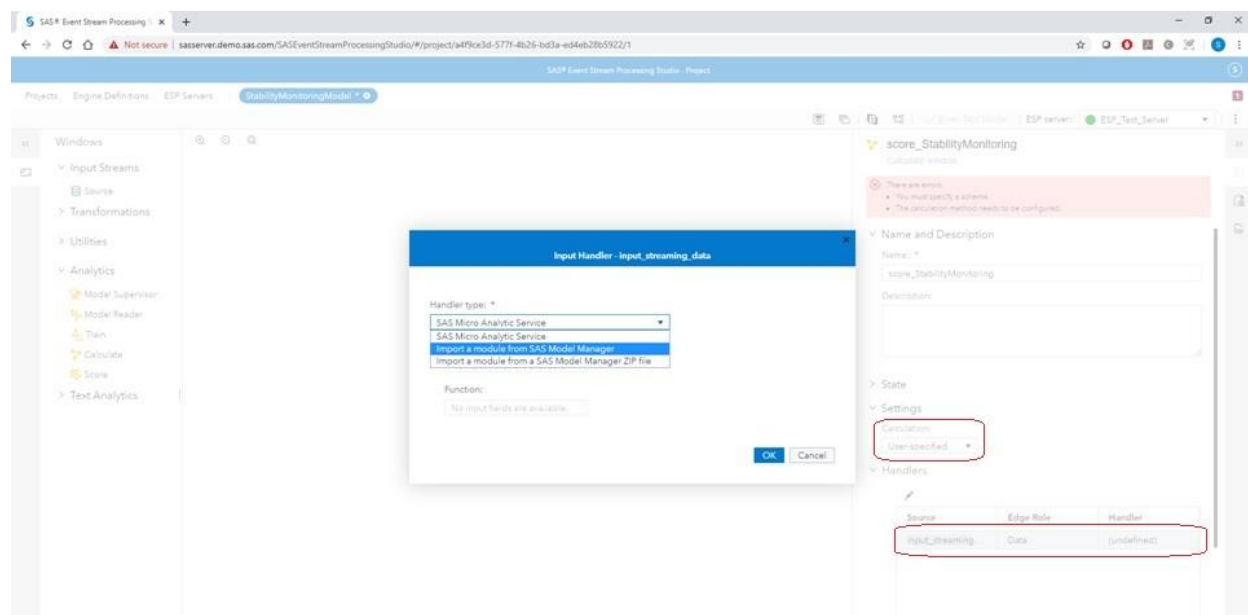 SAS® Event Stream Processing
Not secure sasserver.demo.sas.com/SASEventStreamProcessingStudio/#/project/a4f9ce3d-577f-4b26-bd3a-ed4eb28b5922/1
SAS® Event Stream Processing Studio - Project
Projects Engine Definitions ESP Servers StabilityMonitoringModel *
ESP server: ESP_Test_Server
Windows
Input Streams
Source
Transformations
Utilities
Analytics
Model Supervisor
Model Reader
Train
Calculate
Score
Text Analytics
Input Handler - input_streaming_data
Handler type: *
SAS Micro Analytic Service
SAS Micro Analytic Service
Import a module from SAS Model Manager
Import a module from a SAS Model Manager ZIP file
Function:
No input fields are available.
OK Cancel
score_StabilityMonitoring
Calculate window
There are errors.
• You must specify a schema.
• The calculation method needs to be configured.
Name and Description
Name: *
score_StabilityMonitoring
Description:
State
Settings
Calculation:
User-specified
Handlers
Source Edge Role Handler
input_streaming... Data (undefined)